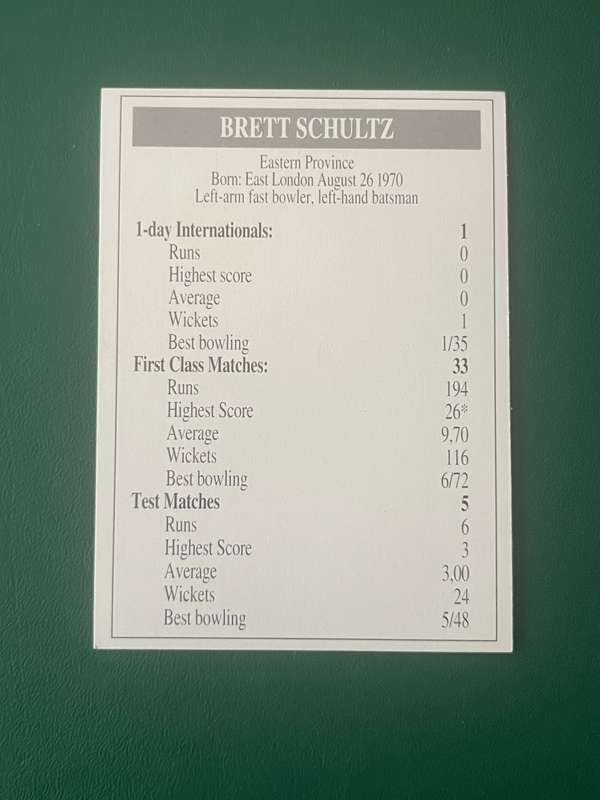 BRETT SCHULTZ
Eastern Province
Born: East London August 26 1970
Left-arm fast bowler, left-hand batsman
1-day Internationals: 1
Runs 0
Highest score 0
Average 0
Wickets 1
Best bowling 1/35
First Class Matches: 33
Runs 194
Highest Score 26*
Average 9,70
Wickets 116
Best bowling 6/72
Test Matches 5
Runs 6
Highest Score 3
Average 3,00
Wickets 24
Best bowling 5/48